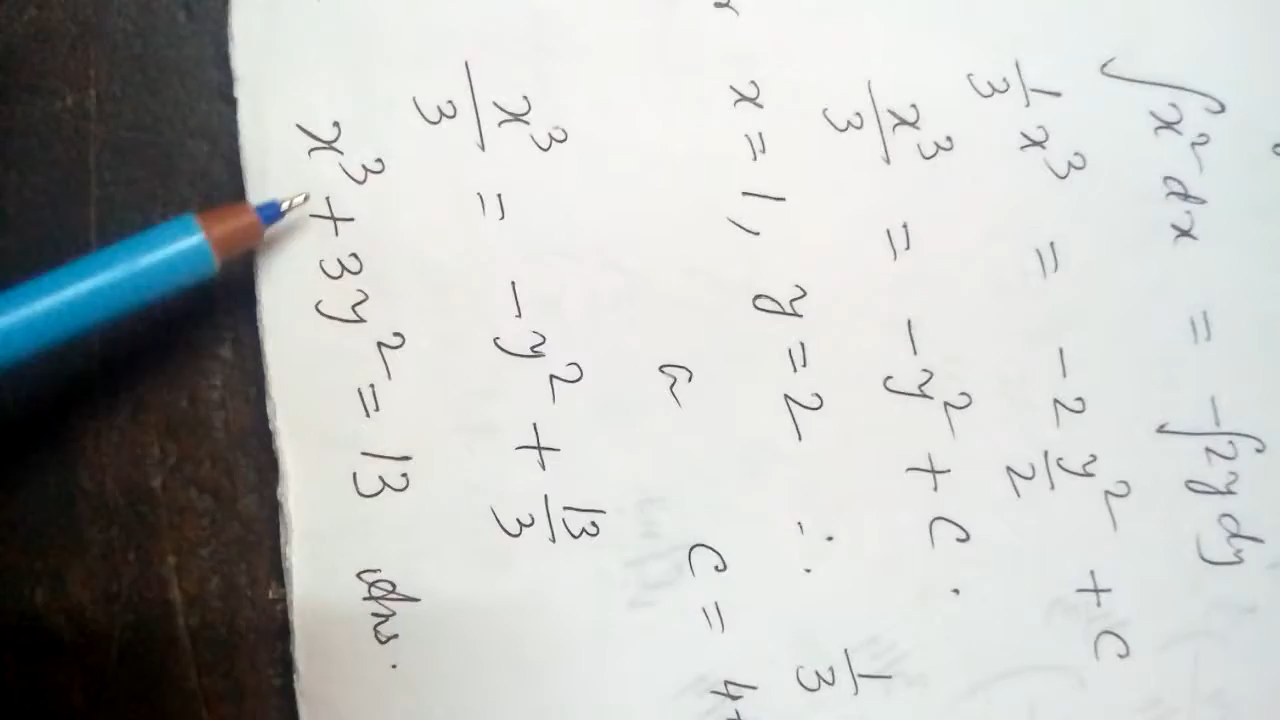 ∫x² dx = -∫2y dy
1/3 x³ = -2 y²/2 + C
x³/3 = -y² + C.
x = 1, y = 2 ∴ 1/3
C = 4+
x³/3 = -y² + 13/3
x³ + 3y² = 13 Ans.